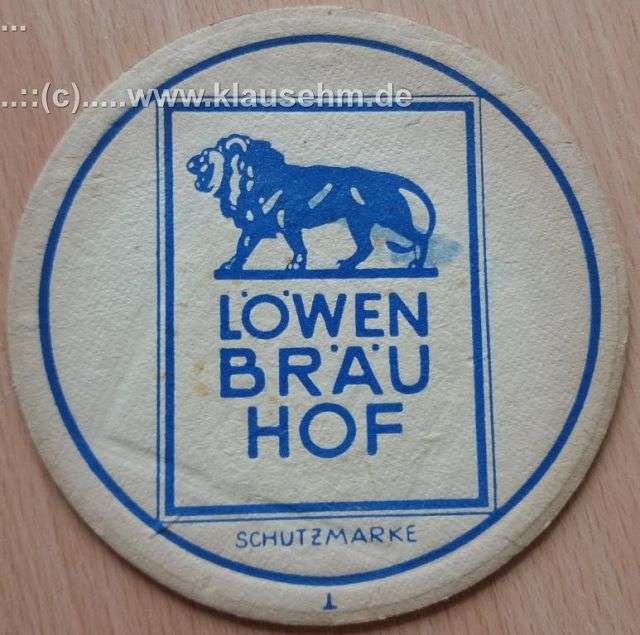 ...
..::(c).....www.klausehm.de
LÖWEN
BRÄU
HOF
SCHUTZMARKE